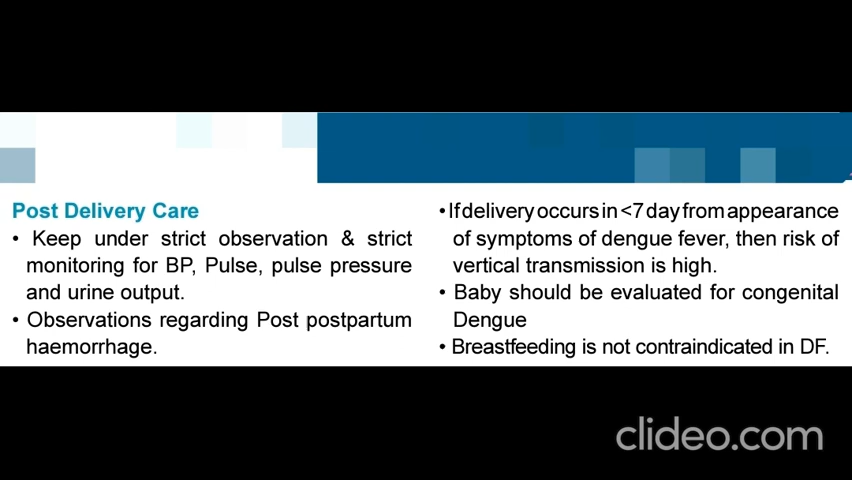 Post Delivery Care
• Keep under strict observation & strict
monitoring for BP, Pulse, pulse pressure
and urine output.
• Observations regarding Post postpartum
haemorrhage.
• If delivery occurs in <7 day from appearance
of symptoms of dengue fever, then risk of
vertical transmission is high.
• Baby should be evaluated for congenital
Dengue
• Breastfeeding is not contraindicated in DF.
clideo.com